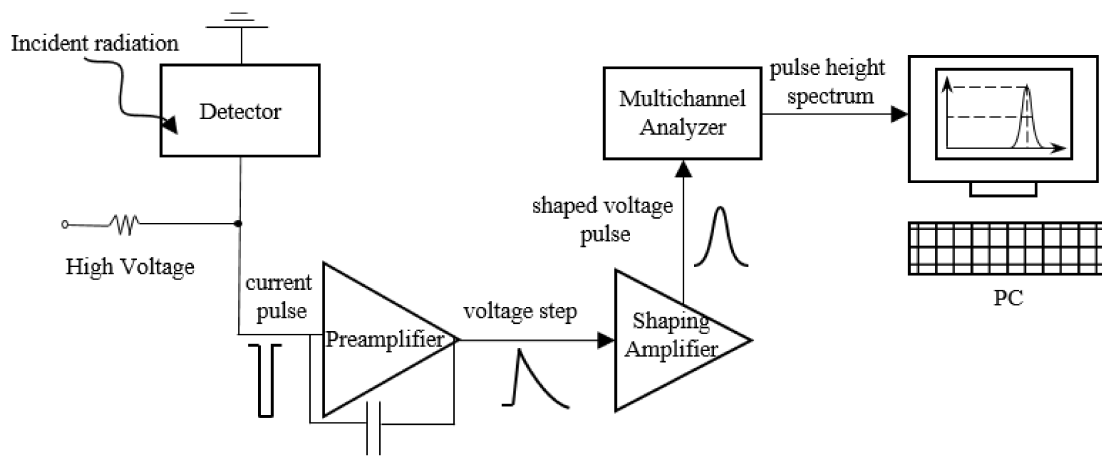 Incident radiation
Detector
High Voltage
current
pulse
Preamplifier
voltage step
Shaping
Amplifier
shaped voltage
pulse
Multichannel
Analyzer
pulse height
spectrum
PC